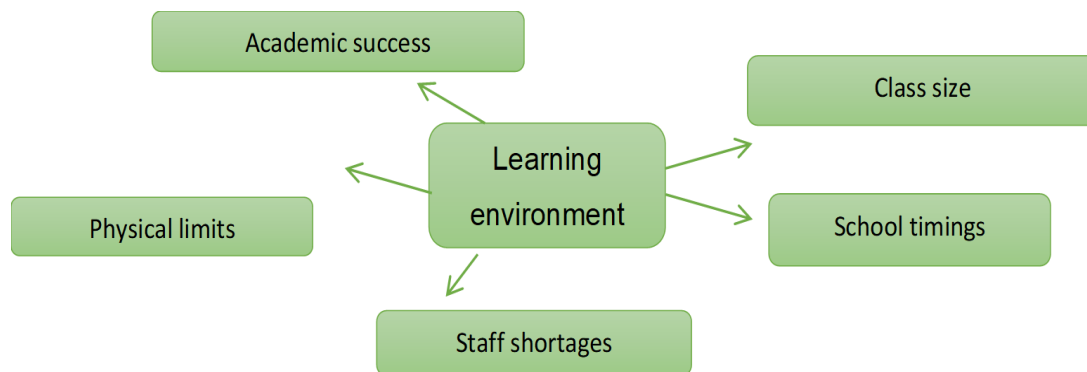 Academic success
Class size
Learning
environment
Physical limits
School timings
Staff shortages